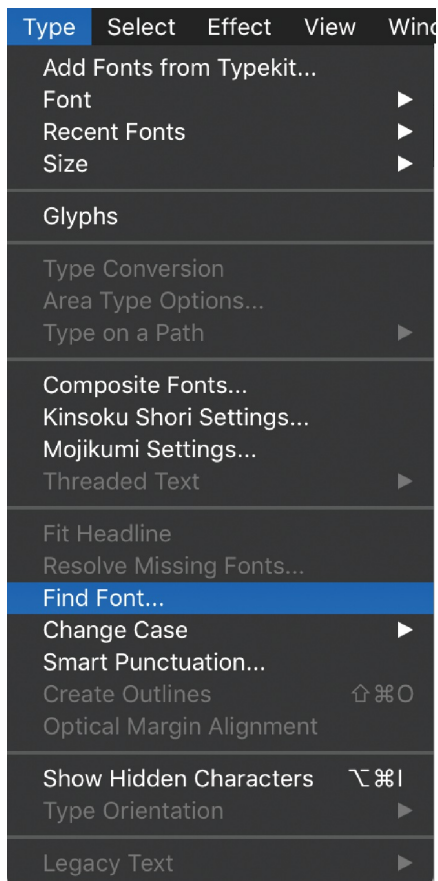 Type Select Effect View Wind
Add Fonts from Typekit...
Font
Recent Fonts
Size
Glyphs
Type Conversion
Area Type Options...
Type on a Path
Composite Fonts...
Kinsoku Shori Settings...
Mojikumi Settings...
Threaded Text
Fit Headline
Resolve Missing Fonts...
Find Font...
Change Case
Smart Punctuation...
Create Outlines ⇧⌘O
Optical Margin Alignment
Show Hidden Characters ⌥⌘I
Type Orientation
Legacy Text